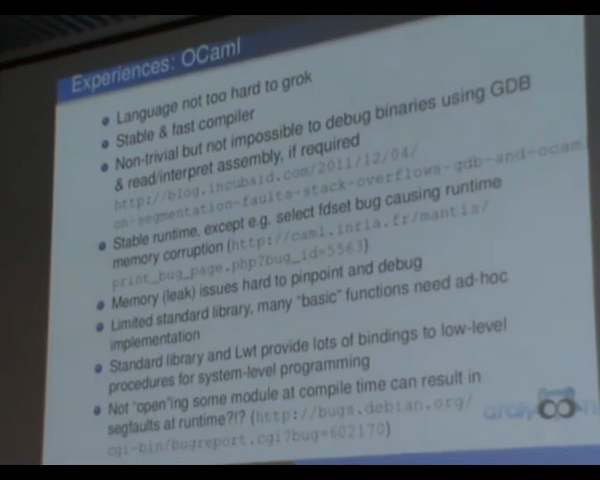 Experiences: OCaml
Language not too hard to grok
Stable & fast compiler
Non-trivial but not impossible to debug binaries using GDB
& read/interpret assembly, if required
http://blog.incubaid.com/2011/12/04/
on-segmentation-faults-stack-overflows-gdb-and-ocam
Stable runtime, except e.g. select fdset bug causing runtime
memory corruption (http://caml.inria.fr/mantis/
print_bug_page.php?bug_id=5563)
Memory (leak) issues hard to pinpoint and debug
Limited standard library, many "basic" functions need ad-hoc
implementation
Standard library and Lwt provide lots of bindings to low-level
procedures for system-level programming
Not "open"ing some module at compile time can result in
segfaults at runtime?!? (http://bugs.debian.org/
cgi-bin/bugreport.cgi?bug=602170)